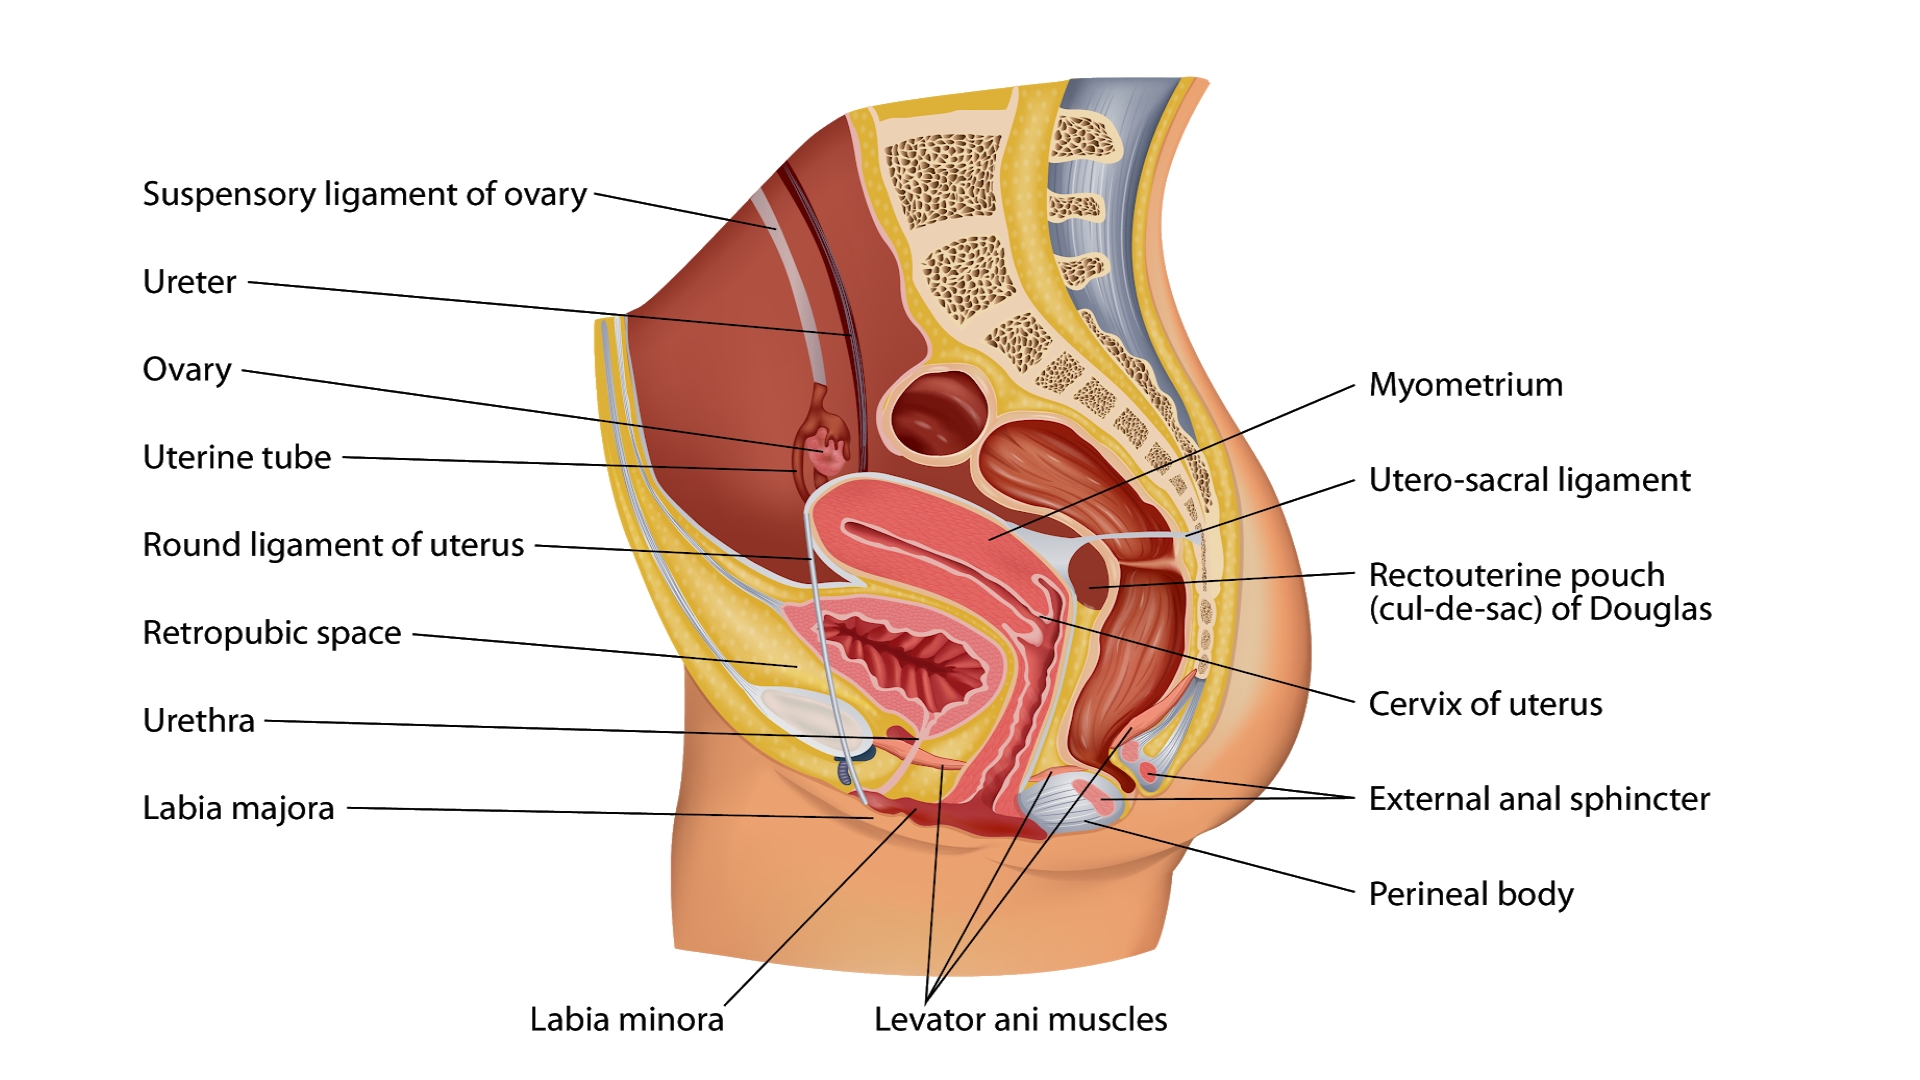 Suspensory ligament of ovary
Ureter
Ovary
Uterine tube
Round ligament of uterus
Retropubic space
Urethra
Labia majora
Labia minora
Levator ani muscles
Myometrium
Utero-sacral ligament
Rectouterine pouch
(cul-de-sac) of Douglas
Cervix of uterus
External anal sphincter
Perineal body